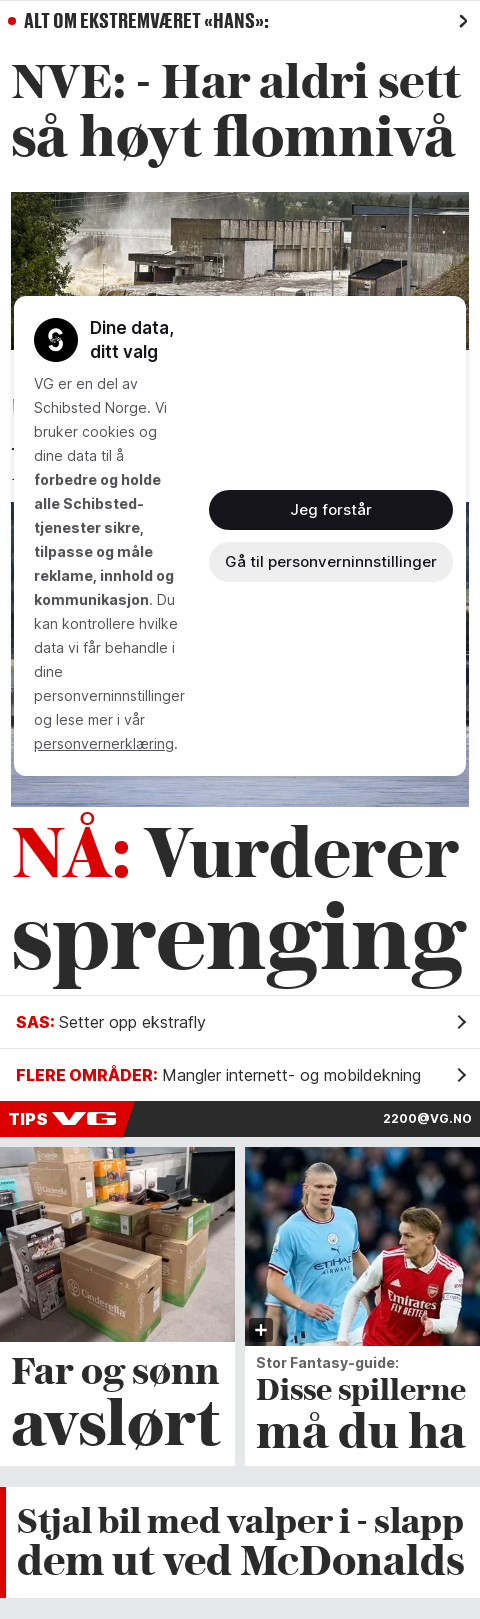 ALT OM EKSTREMVÆRET «HANS»:
NVE: - Har aldri sett
så høyt flomnivå
Dine data,
ditt valg
VG er en del av
Schibsted Norge. Vi
bruker cookies og
dine data til å
forbedre og holde
alle Schibsted-
tjenester sikre,
tilpasse og måle
reklame, innhold og
kommunikasjon. Du
kan kontrollere hvilke
data vi får behandle i
dine
personverninnstillinger
og lese mer i vår
personvernerklæring.
Jeg forstår
Gå til personverninnstillinger
NÅ: Vurderer
sprenging
SAS: Setter opp ekstrafly
FLERE OMRÅDER: Mangler internett- og mobildekning
TIPS VG
2200@VG.NO
Cinderella
Far og sønn
avslørt
ETIHAD
Emirates
FLY BETTER
Stor Fantasy-guide:
Disse spillerne
må du ha
Stjal bil med valper i - slapp
dem ut ved McDonalds